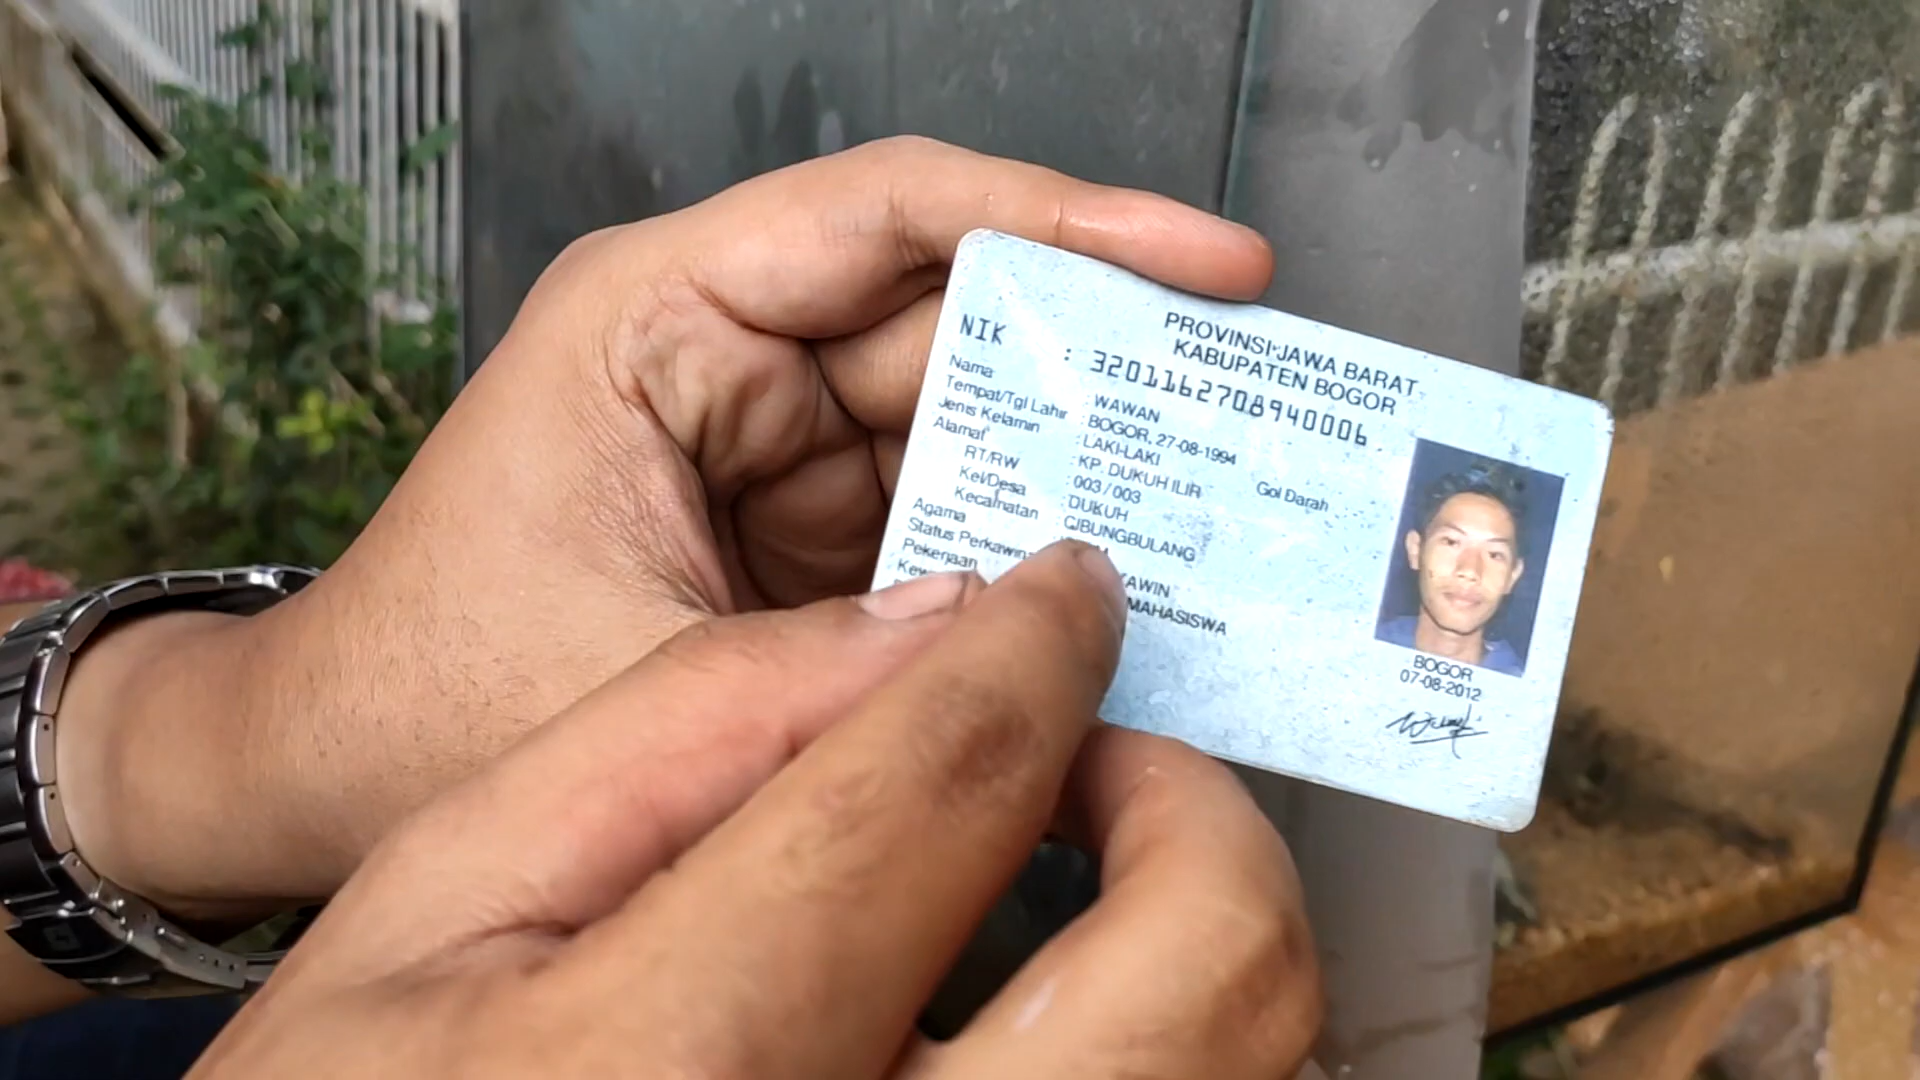 PROVINSI JAWA BARAT
KABUPATEN BOGOR
NIK : 3201162708940006
Nama : WAWAN
Tempat/Tgl Lahir : BOGOR, 27-08-1994
Jenis Kelamin : LAKI-LAKI Gol Darah
Alamat : KP. DUKUH ILIR
RT/RW : 003 / 003
Kel/Desa : DUKUH
Kecamatan : CIBUNGBULANG
Agama
Status Perkawin KAWIN
Pekerjaan MAHASISWA
BOGOR
07-08-2012